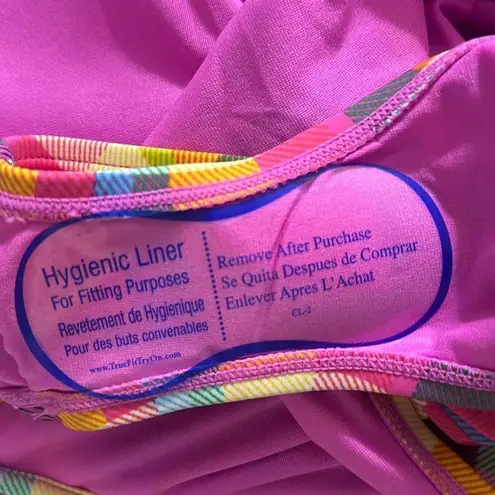 Hygienic Liner
For Fitting Purposes
Revetement de Hygienique
Pour des buts convenables
www.TrueFitTryOn.com
Remove After Purchase
Se Quita Despues de Comprar
Enlever Apres L'Achat
CL-2